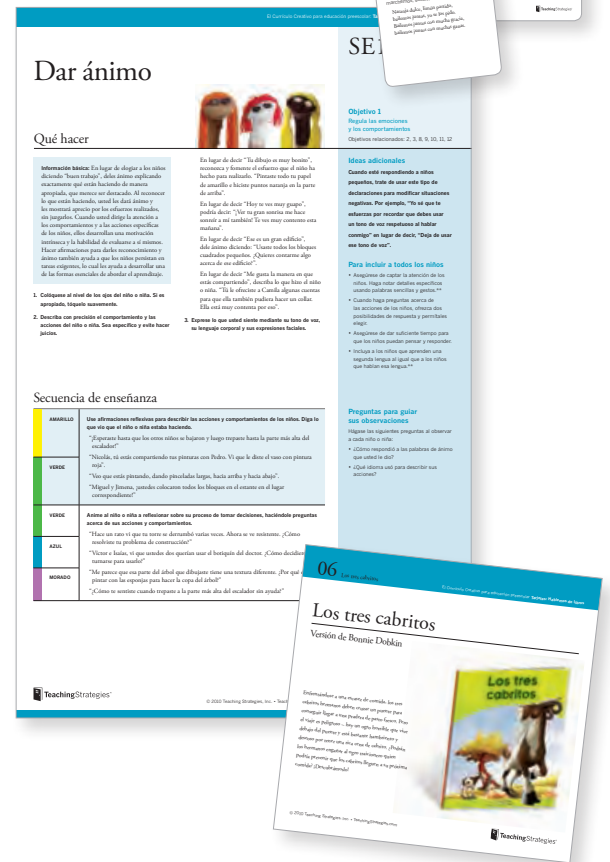 Naranja dulce, limón partido,
TeachingStrategies
El Currículo Creativo para educación preescolar:
SE
Dar ánimo
Qué hacer
Información básica: En lugar de elogiar a los niños
diciendo “buen trabajo”, deles ánimo explicando
exactamente qué están haciendo de manera
apropiada, que merece ser destacado. Al reconocer
lo que están haciendo, usted les dará ánimo y
les mostrará aprecio por los esfuerzos realizados,
sin juzgarlos. Cuando usted dirige la atención a
los comportamientos y a las acciones específicas
de los niños, ellos desarrollan una motivación
intrínseca y la habilidad de evaluarse a sí mismos.
Hacer afirmaciones para darles reconocimiento y
ánimo también ayuda a que los niños persistan en
tareas exigentes, lo cual les ayuda a desarrollar una
de las formas esenciales de abordar el aprendizaje.
1. Colóquese al nivel de los ojos del niño o niña. Si es
apropiado, tóquelo suavemente.
2. Describa con precisión el comportamiento y las
acciones del niño o niña. Sea específico y evite hacer
juicios.
En lugar de decir “Tu dibujo es muy bonito”,
reconozca y fomente el esfuerzo que el niño ha
hecho para realizarlo. “Pintaste todo tu papel
de amarillo e hiciste puntos naranja en la parte
de arriba”.
En lugar de decir “Hoy te ves muy guapo”,
podría decir: “¡Ver tu gran sonrisa me hace
sonreír a mí también! Te ves muy contento esta
mañana”.
En lugar de decir “Ese es un gran edificio”,
dele ánimo diciendo: “Usaste todos los bloques
cuadrados pequeños. ¿Quieres contarme algo
acerca de ese edificio?”.
En lugar de decir “Me gusta la manera en que
estás compartiendo”, describa lo que hizo el niño
o niña. “Tú le ofreciste a Camila algunas cuentas
para que ella también pudiera hacer un collar.
Ella está muy contenta por eso”.
3. Exprese lo que usted siente mediante su tono de voz,
su lenguaje corporal y sus expresiones faciales.
Objetivo 1
Regula las emociones
y los comportamientos
Objetivos relacionados: 2, 3, 8, 9, 10, 11, 12
Ideas adicionales
Cuando esté respondiendo a niños
pequeños, trate de usar este tipo de
declaraciones para modificar situaciones
negativas. Por ejemplo, “Yo sé que te
esfuerzas por recordar que debes usar
un tono de voz respetuoso al hablar
conmigo” en lugar de decir, “Deja de usar
ese tono de voz”.
Para incluir a todos los niños
• Asegúrese de captar la atención de los
niños. Haga notar detalles específicos
usando palabras sencillas y gestos.**
• Cuando haga preguntas acerca de
las acciones de los niños, ofrezca dos
posibilidades de respuesta y permítales
elegir.
• Asegúrese de dar suficiente tiempo para
que los niños puedan pensar y responder.
• Incluya a los niños que aprenden una
segunda lengua al igual que a los niños
que hablan esa lengua.**
Preguntas para guiar
sus observaciones
Hágase las siguientes preguntas al observar
a cada niño o niña:
• ¿Cómo respondió a las palabras de ánimo
que usted le dio?
• ¿Qué idioma usó para describir sus
acciones?
Secuencia de enseñanza
AMARILLO
VERDE
Use afirmaciones reflexivas para describir las acciones y comportamientos de los niños. Diga lo
que vio que el niño o niña estaba haciendo.
“¡Esperaste hasta que los otros niños se bajaron y luego trepaste hasta la parte más alta del
escalador!”
“Nicolás, tú estás compartiendo tus pinturas con Pedro. Vi que le diste el vaso con pintura
roja”.
“Veo que estás pintando, dando pinceladas largas, hacia arriba y hacia abajo”.
“Miguel y Jimena, ¡ustedes colocaron todos los bloques en el estante en el lugar
correspondiente!”
VERDE
AZUL
MORADO
Anime al niño o niña a reflexionar sobre su proceso de tomar decisiones, haciéndole preguntas
acerca de sus acciones y comportamientos.
“Hace un rato vi que tu torre se derrumbó varias veces. Ahora se ve resistente. ¿Cómo
resolviste tu problema de construcción?”
“Víctor e Isaías, vi que ustedes dos querían usar el botiquín del doctor. ¿Cómo decidieron
turnarse para usarlo?”
“Me parece que esa parte del árbol que dibujaste tiene una textura diferente. ¿Por qué
pintar con las esponjas para hacer la copa del árbol?”
“¿Cómo te sentiste cuando trepaste a la parte más alta del escalador sin ayuda?”
TeachingStrategies
© 2010 Teaching Strategies, Inc. •
06 Los tres cabritos
El Currículo Creativo para educación preescolar:
Los tres cabritos
Versión de Bonnie Dobkin
Los tres
cabritos
© 2010 Teaching Strategies, Inc. • TeachingStrategies.com
TeachingStrategies